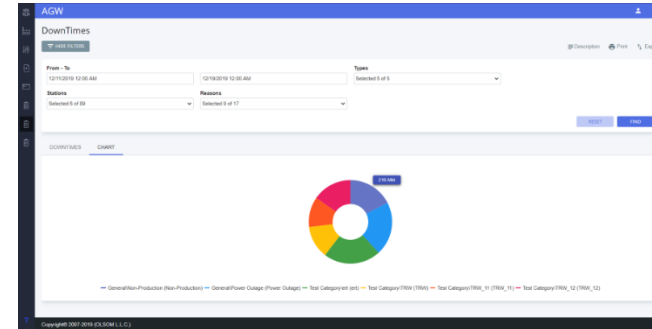 AGW
DownTimes
HIDE FILTERS
Description Print
From - To
Types
12/11/2019 12:00 AM
12/19/2019 12:00 AM
Selected 5 of 5
Stations
Reasons
Selected 6 of 69
Selected 9 of 17
RESET
FIND
DOWNTIMES
CHART
General/Non-Production (Non-Production) General/Power Outage (Power Outage) Test Category/ert (ert) Test Category/TRW (TRW) Test Category/TRW_11 (TRW_11) Test Category/TRW_12 (TRW_12)
Copyright© 2007-2019 (OLSOM L.L.C.)